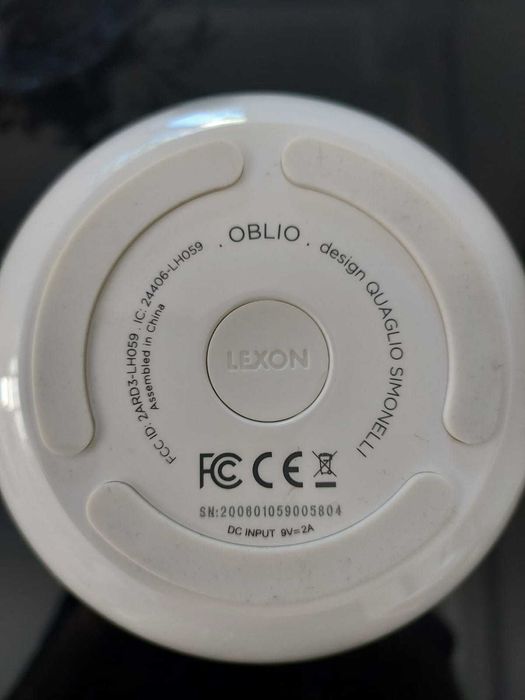 . OBLIO . design QUAGLIO SIMONELLI
FCC ID: 2ARD3-LH059 . IC: 24406-LH059
Assembled in China
LEXON
FC CE
SN:200601059005804
DC INPUT 9V=2A